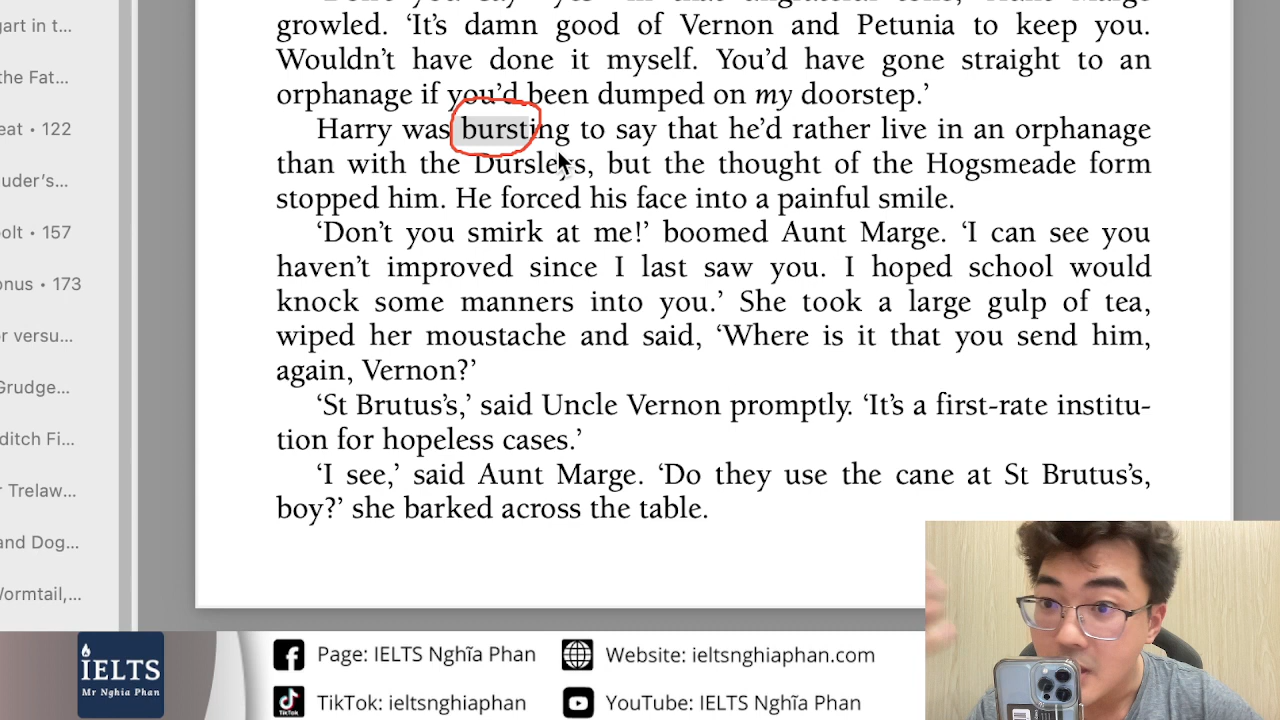 growled. ‘It’s damn good of Vernon and Petunia to keep you.
Wouldn’t have done it myself. You’d have gone straight to an
orphanage if you’d been dumped on my doorstep.’
Harry was bursting to say that he’d rather live in an orphanage
than with the Dursleys, but the thought of the Hogsmeade form
stopped him. He forced his face into a painful smile.
‘Don’t you smirk at me!’ boomed Aunt Marge. ‘I can see you
haven’t improved since I last saw you. I hoped school would
knock some manners into you.’ She took a large gulp of tea,
wiped her moustache and said, ‘Where is it that you send him,
again, Vernon?’
‘St Brutus’s,’ said Uncle Vernon promptly. ‘It’s a first-rate institu-
tion for hopeless cases.’
‘I see,’ said Aunt Marge. ‘Do they use the cane at St Brutus’s,
boy?’ she barked across the table.
gart in t...
the Fat...
eat • 122
uder’s...
olt • 157
onus • 173
or versu...
Grudge...
ditch Fi...
r Trelaw...
and Dog...
Wormtail,...
IELTS
Mr Nghia Phan
Page: IELTS Nghĩa Phan
Website: ieltsnghiaphan.com
TikTok
TikTok: ieltsnghiaphan
YouTube: IELTS Nghĩa Phan